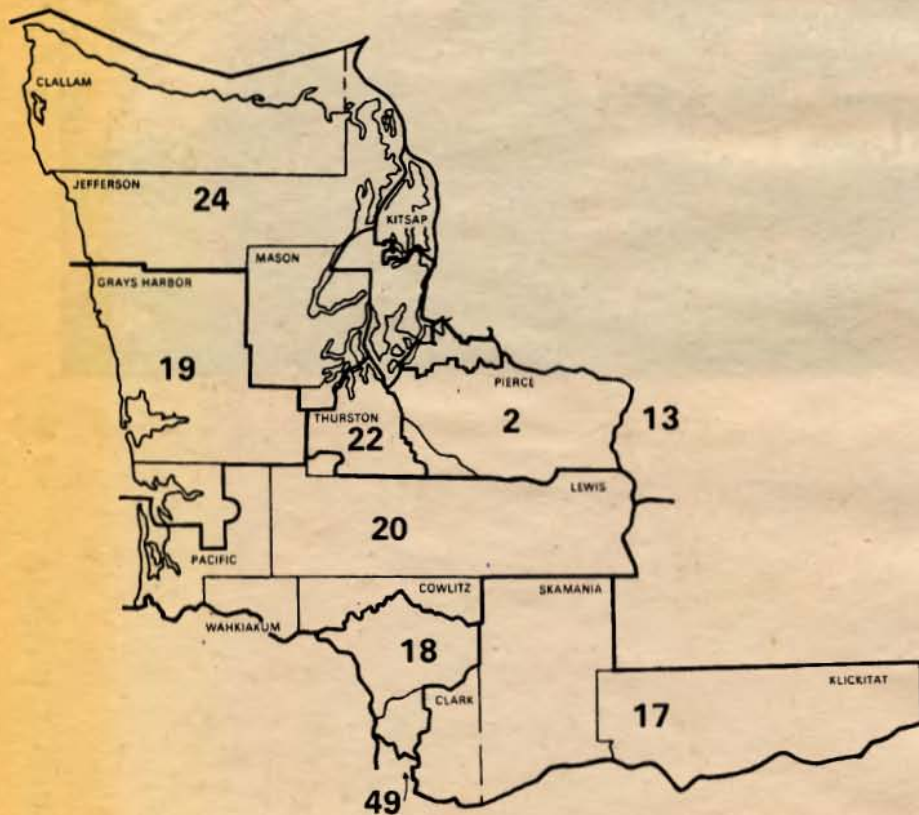 CLALLAM
JEFFERSON
24
KITSAP
MASON
GRAYS HARBOR
19
PIERCE
2
13
THURSTON
22
LEWIS
20
PACIFIC
COWLITZ
SKAMANIA
WAHKIAKUM
18
KLICKITAT
CLARK
17
49